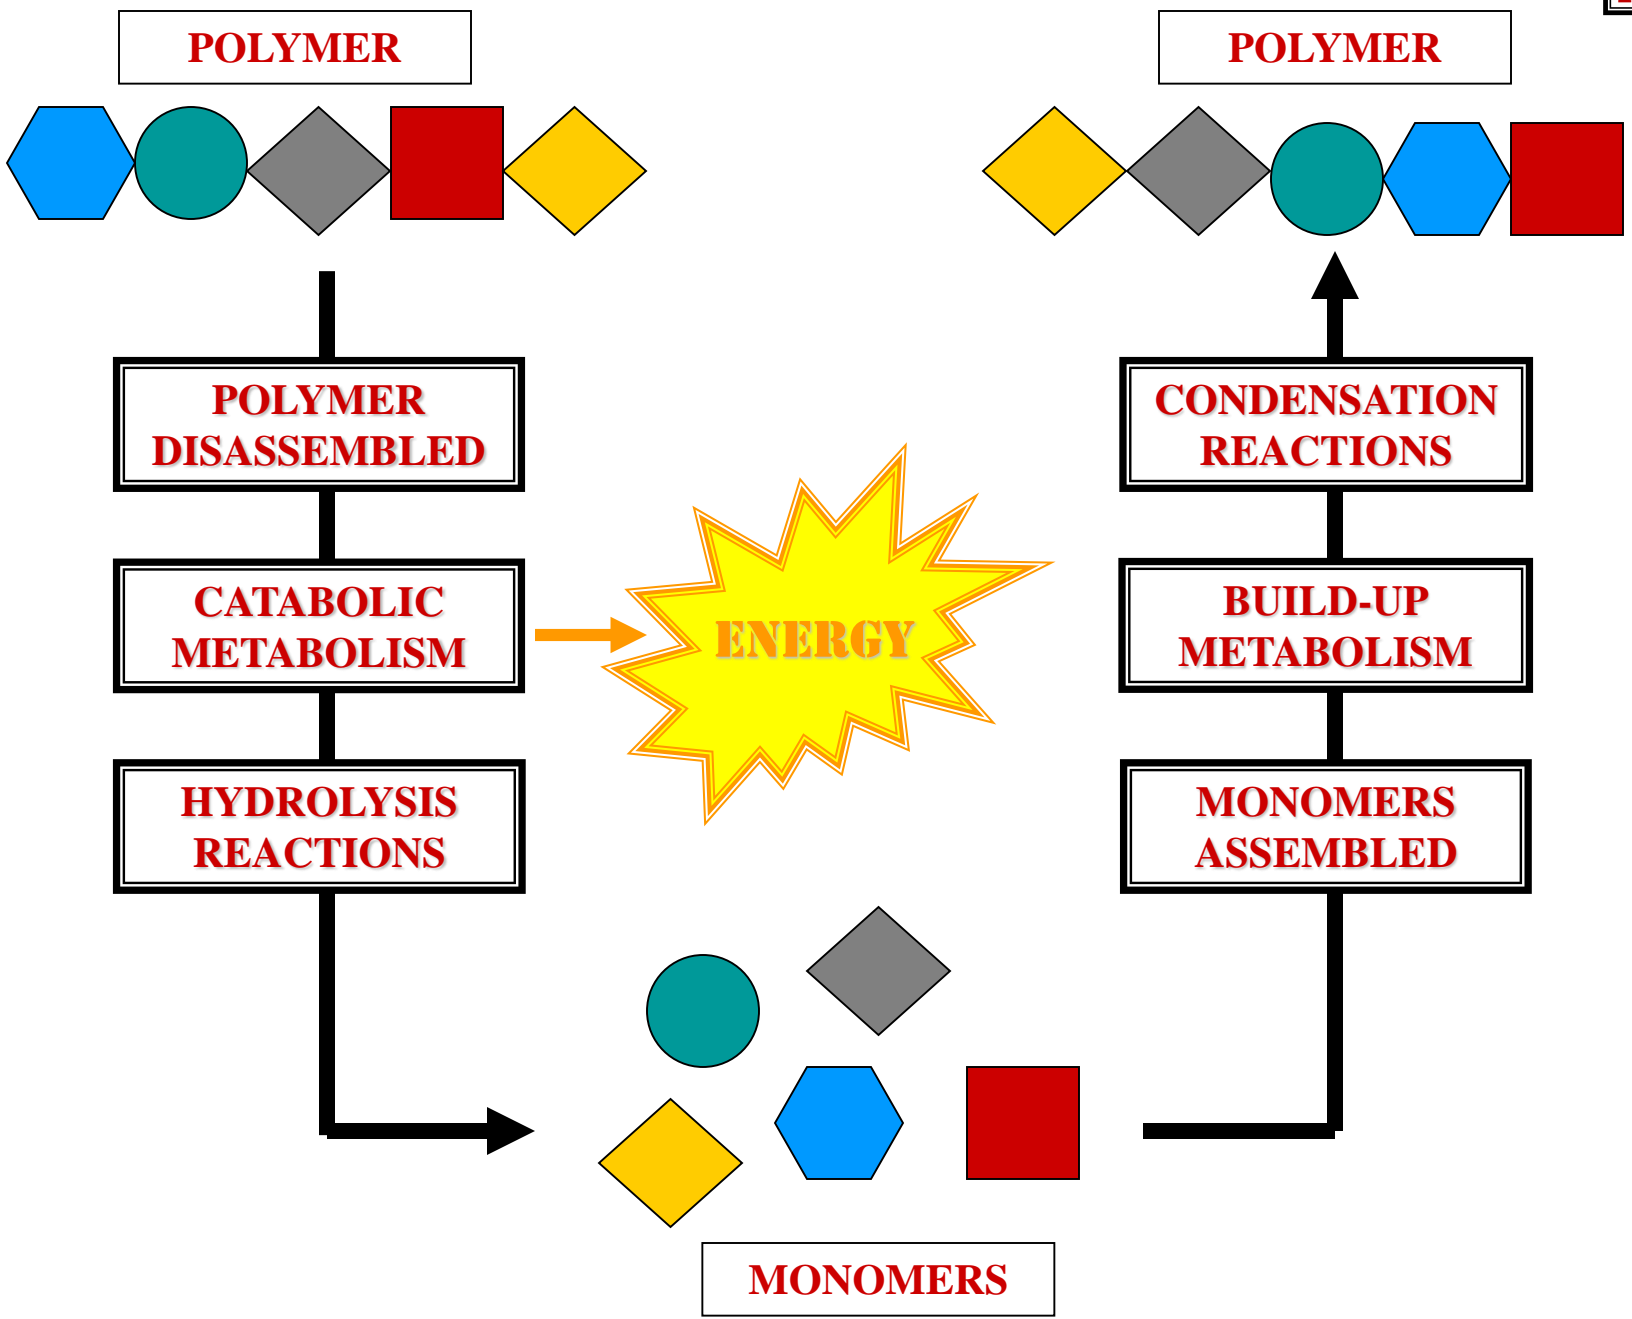 POLYMER
POLYMER
POLYMER
DISASSEMBLED
CONDENSATION
REACTIONS
CATABOLIC
METABOLISM
ENERGY
BUILD-UP
METABOLISM
HYDROLYSIS
REACTIONS
MONOMERS
ASSEMBLED
MONOMERS